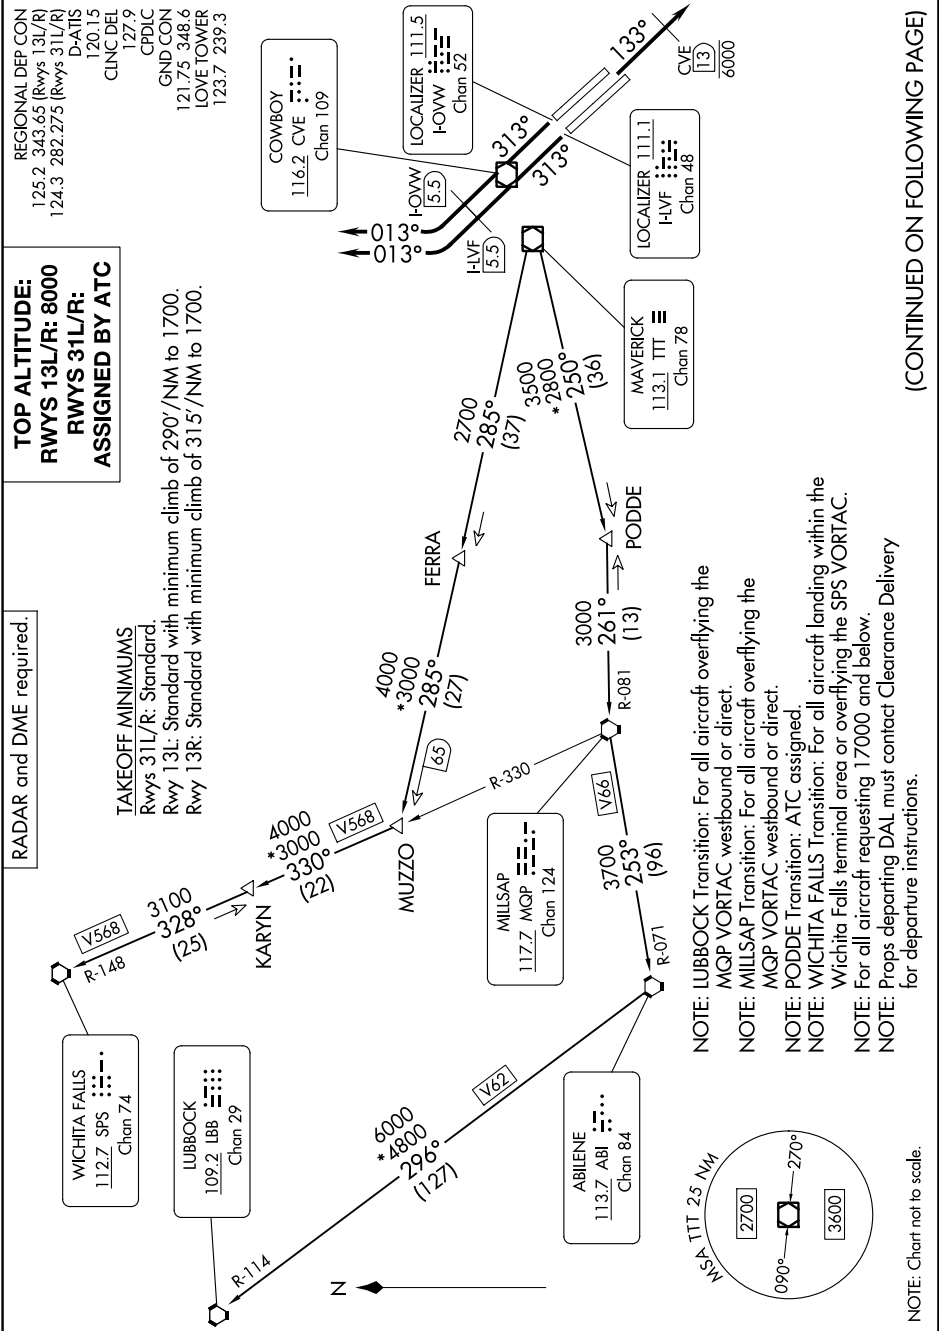 RADAR and DME required.
TOP ALTITUDE:
RWYS 13L/R: 8000
RWYS 31L/R:
ASSIGNED BY ATC
REGIONAL DEP CON
125.2 343.65 (Rwys 13L/R)
124.3 282.275 (Rwys 31L/R)
D-ATIS
120.15
CLNC DEL
127.9
CPDLC
GND CON
121.75 348.6
LOVE TOWER
123.7 239.3
TAKEOFF MINIMUMS
Rwys 31L/R: Standard.
Rwy 13L: Standard with minimum climb of 290'/NM to 1700.
Rwy 13R: Standard with minimum climb of 315'/NM to 1700.
WICHITA FALLS
112.7 SPS
Chan 74
LUBBOCK
109.2 LBB
Chan 29
R-148
V568
3100
328°
(25)
KARYN
4000
*3000
330°
(22)
V568
MUZZO
65
4000
*3000
285°
(27)
FERRA
2700
285°
(37)
COWBOY
116.2 CVE
Chan 109
LOCALIZER 111.5
I-OVW
Chan 52
013°
013°
I-OVW
5.5
I-LVF
5.5
313°
313°
133°
CVE
13
6000
LOCALIZER 111.1
I-LVF
Chan 48
MAVERICK
113.1 TTT
Chan 78
3500
*2800
250°
(36)
PODDE
3000
261°
(13)
R-081
R-330
MILLSAP
117.7 MQP
Chan 124
V66
3700
253°
(96)
R-071
ABILENE
113.7 ABI
Chan 84
V62
6000
*4800
296°
(127)
R-114
N
MSA TTT 25 NM
2700
090°
270°
3600
NOTE: LUBBOCK Transition: For all aircraft overflying the
MQP VORTAC westbound or direct.
NOTE: MILLSAP Transition: For all aircraft overflying the
MQP VORTAC westbound or direct.
NOTE: PODDE Transition: ATC assigned.
NOTE: WICHITA FALLS Transition: For all aircraft landing within the
Wichita Falls terminal area or overflying the SPS VORTAC.
NOTE: For all aircraft requesting 17000 and below.
NOTE: Props departing DAL must contact Clearance Delivery
for departure instructions.
NOTE: Chart not to scale.
(CONTINUED ON FOLLOWING PAGE)